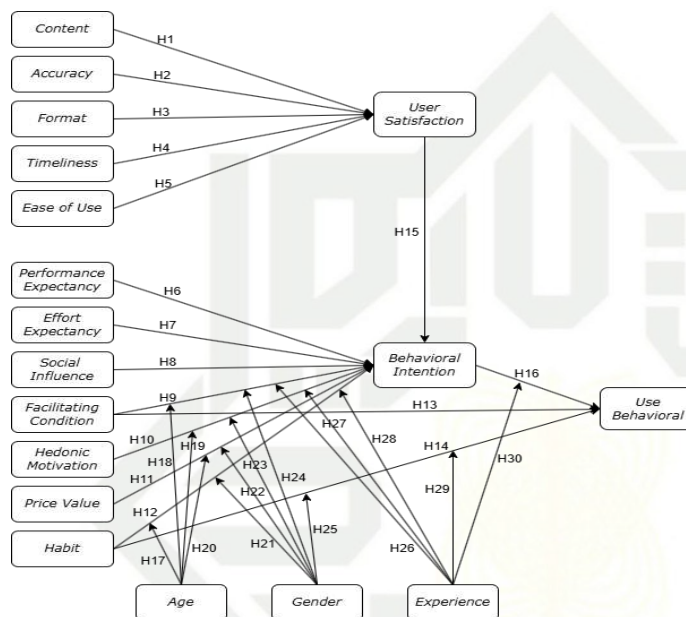 Content
H1
Accuracy
H2
User
Satisfaction
Format
H3
Timeliness
H4
H5
Ease of Use
H15
Performance
Expectancy
H6
Effort
Expectancy
H7
Social
Influence
H8
Behavioral
Intention
H16
Use
Behavioral
Facilitating
Condition
H9
H13
H10
H19
H27
H28
H14
Hedonic
Motivation
H18
H23
H30
H11
H24
H22
H29
Price Value
H12
H25
Habit
H17
H20
H21
H26
Age
Gender
Experience